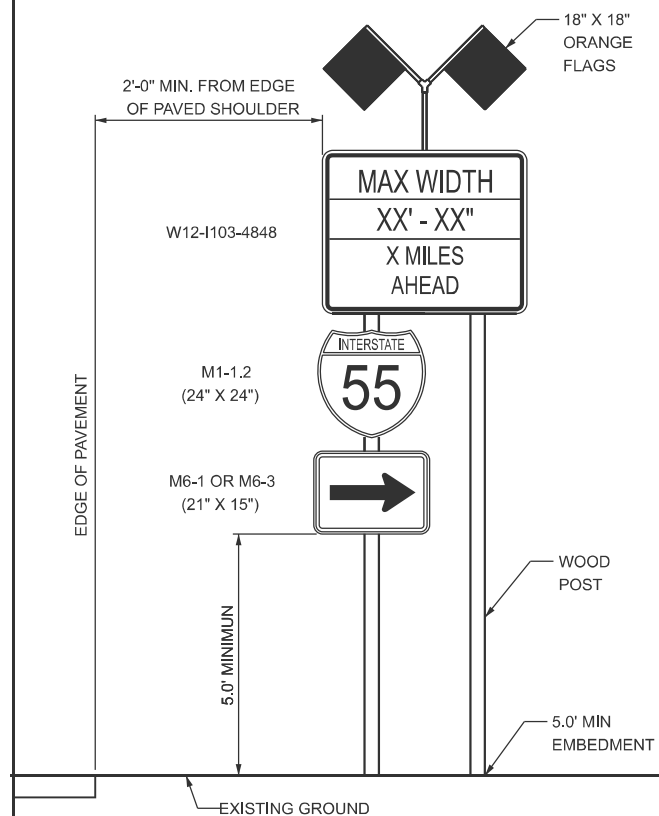 18" X 18"
ORANGE
FLAGS
2'-0" MIN. FROM EDGE
OF PAVED SHOULDER
MAX WIDTH
XX' - XX"
X MILES
AHEAD
W12-I103-4848
INTERSTATE
55
M1-1.2
(24" X 24")
EDGE OF PAVEMENT
M6-1 OR M6-3
(21" X 15")
5.0' MINIMUN
WOOD
POST
5.0' MIN
EMBEDMENT
EXISTING GROUND